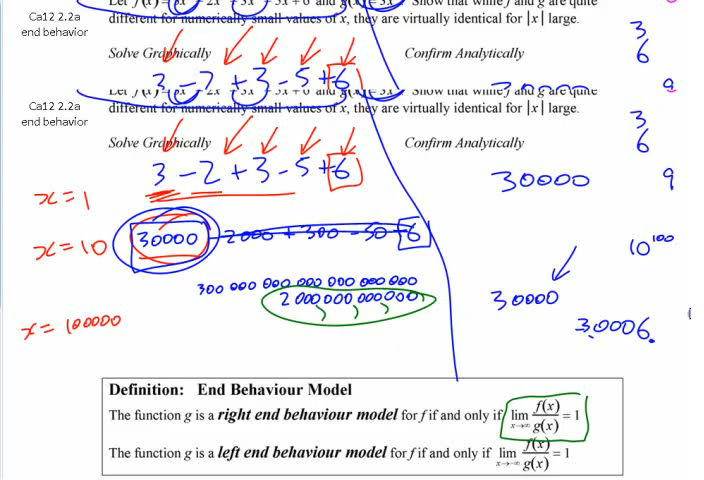 Ca12 2.2a
end behavior
different for numerically small values of x, they are virtually identical for |x| large.
Solve Graphically Confirm Analytically
3 - 2 + 3 - 5 + 6
3
6
9
Ca12 2.2a
end behavior
different for numerically small values of x, they are virtually identical for |x| large.
Solve Graphically Confirm Analytically
3 - 2 + 3 - 5 + 6
3
6
30000 9
x = 1
x = 10 30000 - 2000 + 300 - 50 + 6
10^100
300 000 000 000 000 000 000
2 000,000,000,000,
30000
30006.
x = 100000
Definition: End Behaviour Model
The function g is a right end behaviour model for f if and only if lim x→∞ f(x)/g(x) = 1
The function g is a left end behaviour model for f if and only if lim x→-∞ f(x)/g(x) = 1